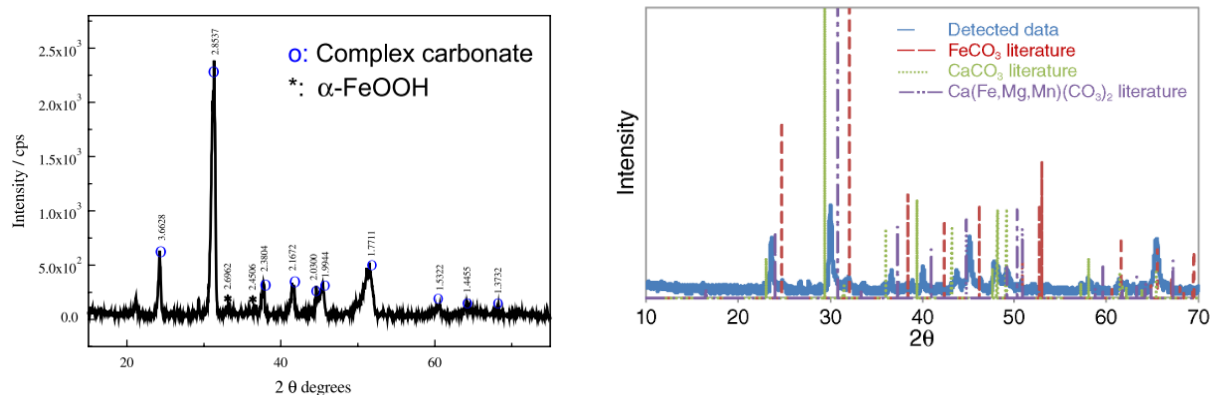 2.5x10³
2.0x10³
1.5x10³
1.0x10³
5.0x10²
0.0
Intensity / cps
3.6628
2.8537
2.6962
2.4506
2.3804
2.1672
2.0300
1.9944
1.7711
1.5322
1.4455
1.3732
o: Complex carbonate
*: α-FeOOH
20
40
60
2 θ degrees
Intensity
Detected data
FeCO₃ literature
CaCO₃ literature
Ca(Fe,Mg,Mn)(CO₃)₂ literature
10
20
30
40
50
60
70
2θ